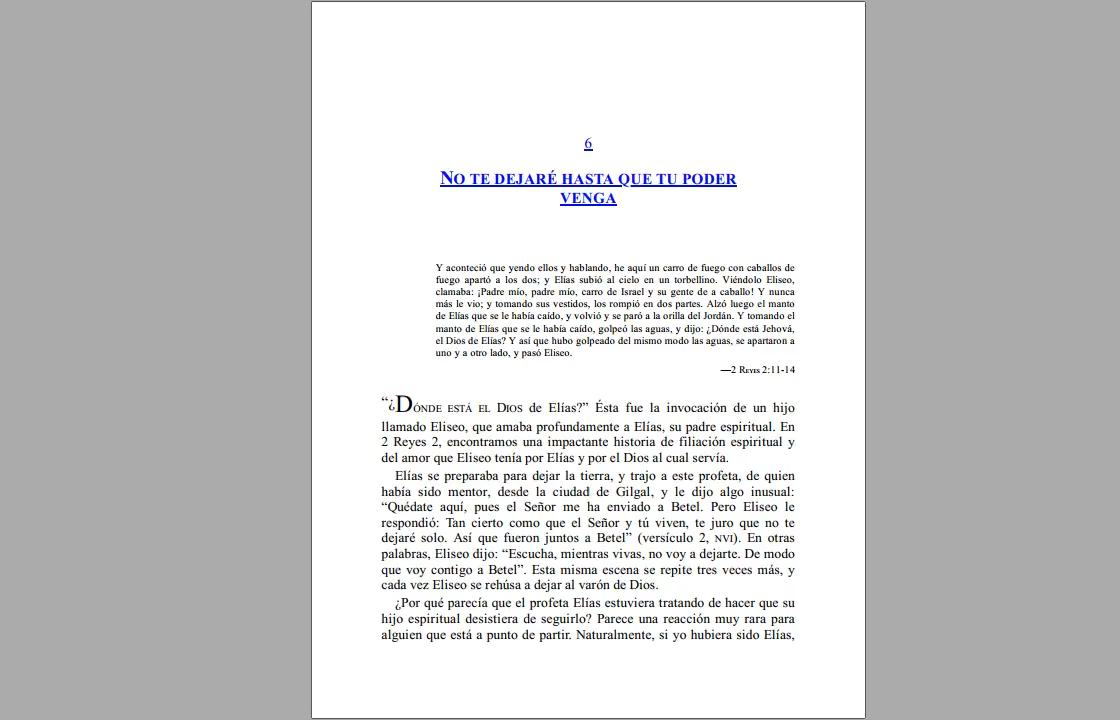 6
NO TE DEJARÉ HASTA QUE TU PODER
VENGA
Y aconteció que yendo ellos y hablando, he aquí un carro de fuego con caballos de
fuego apartó a los dos; y Elías subió al cielo en un torbellino. Viéndolo Eliseo,
clamaba: ¡Padre mío, padre mío, carro de Israel y su gente de a caballo! Y nunca
más le vio; y tomando sus vestidos, los rompió en dos partes. Alzó luego el manto
de Elías que se le había caído, y volvió y se paró a la orilla del Jordán. Y tomando el
manto de Elías que se le había caído, golpeó las aguas, y dijo: ¿Dónde está Jehová,
el Dios de Elías? Y así que hubo golpeado del mismo modo las aguas, se apartaron a
uno y a otro lado, y pasó Eliseo.
—2 REYES 2:11-14
“¿DÓNDE ESTÁ EL DIOS de Elías?” Ésta fue la invocación de un hijo
llamado Eliseo, que amaba profundamente a Elías, su padre espiritual. En
2 Reyes 2, encontramos una impactante historia de filiación espiritual y
del amor que Eliseo tenía por Elías y por el Dios al cual servía.
Elías se preparaba para dejar la tierra, y trajo a este profeta, de quien
había sido mentor, desde la ciudad de Gilgal, y le dijo algo inusual:
“Quédate aquí, pues el Señor me ha enviado a Betel. Pero Eliseo le
respondió: Tan cierto como que el Señor y tú viven, te juro que no te
dejaré solo. Así que fueron juntos a Betel” (versículo 2, NVI). En otras
palabras, Eliseo dijo: “Escucha, mientras vivas, no voy a dejarte. De modo
que voy contigo a Betel”. Esta misma escena se repite tres veces más, y
cada vez Eliseo se rehúsa a dejar al varón de Dios.
¿Por qué parecía que el profeta Elías estuviera tratando de hacer que su
hijo espiritual desistiera de seguirlo? Parece una reacción muy rara para
alguien que está a punto de partir. Naturalmente, si yo hubiera sido Elías,